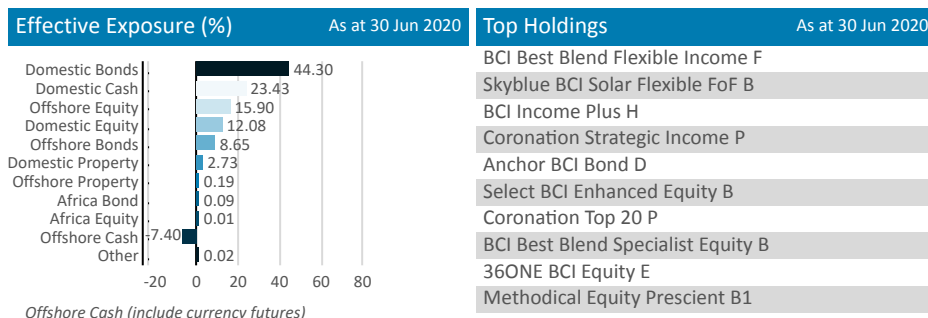 Effective Exposure (%) As at 30 Jun 2020
Domestic Bonds 44.30
Domestic Cash 23.43
Offshore Equity 15.90
Domestic Equity 12.08
Offshore Bonds 8.65
Domestic Property 2.73
Offshore Property 0.19
Africa Bond 0.09
Africa Equity 0.01
Offshore Cash -7.40
Other 0.02
-20 0 20 40 60 80
Offshore Cash (include currency futures)
Top Holdings As at 30 Jun 2020
BCI Best Blend Flexible Income F
Skyblue BCI Solar Flexible FoF B
BCI Income Plus H
Coronation Strategic Income P
Anchor BCI Bond D
Select BCI Enhanced Equity B
Coronation Top 20 P
BCI Best Blend Specialist Equity B
36ONE BCI Equity E
Methodical Equity Prescient B1